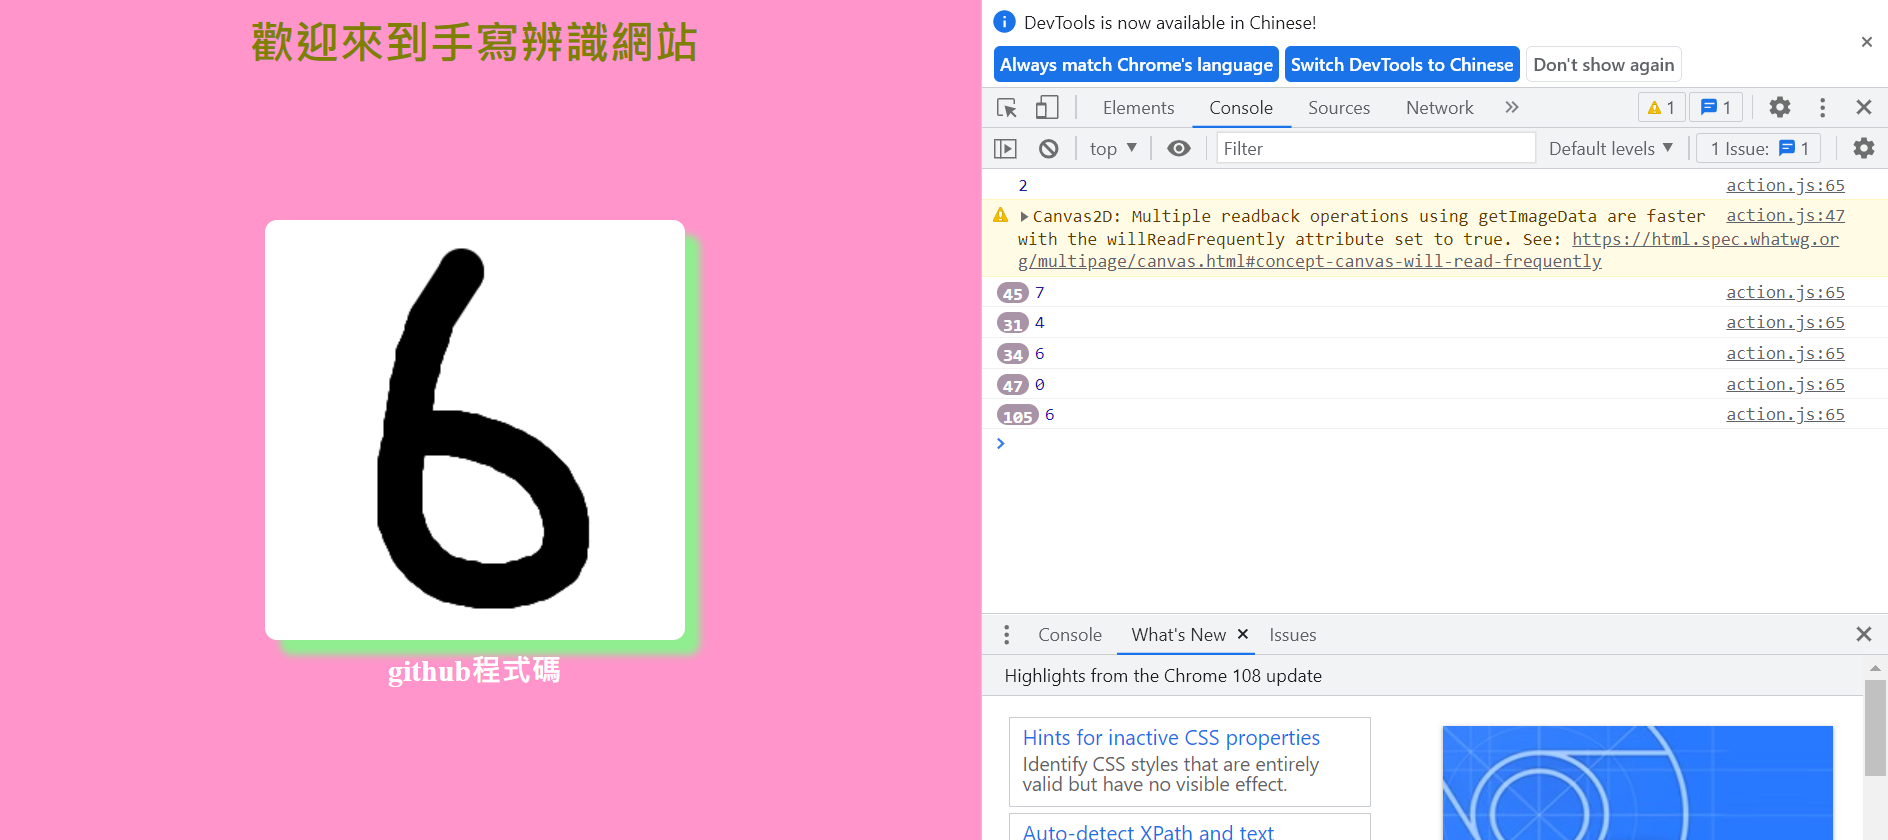 歡迎來到手寫辨識網站
6
github程式碼
DevTools is now available in Chinese!
Always match Chrome's language
Switch DevTools to Chinese
Don't show again
Elements
Console
Sources
Network
1
1
top
Filter
Default levels
1 Issue:
1
2
action.js:65
Canvas2D: Multiple readback operations using getImageData are faster
action.js:47
with the willReadFrequently attribute set to true. See: https://html.spec.whatwg.or
g/multipage/canvas.html#concept-canvas-will-read-frequently
45 7
action.js:65
31 4
action.js:65
34 6
action.js:65
47 0
action.js:65
105 6
action.js:65
Console
What's New
Issues
Highlights from the Chrome 108 update
Hints for inactive CSS properties
Identify CSS styles that are entirely
valid but have no visible effect.
Auto-detect XPath and text